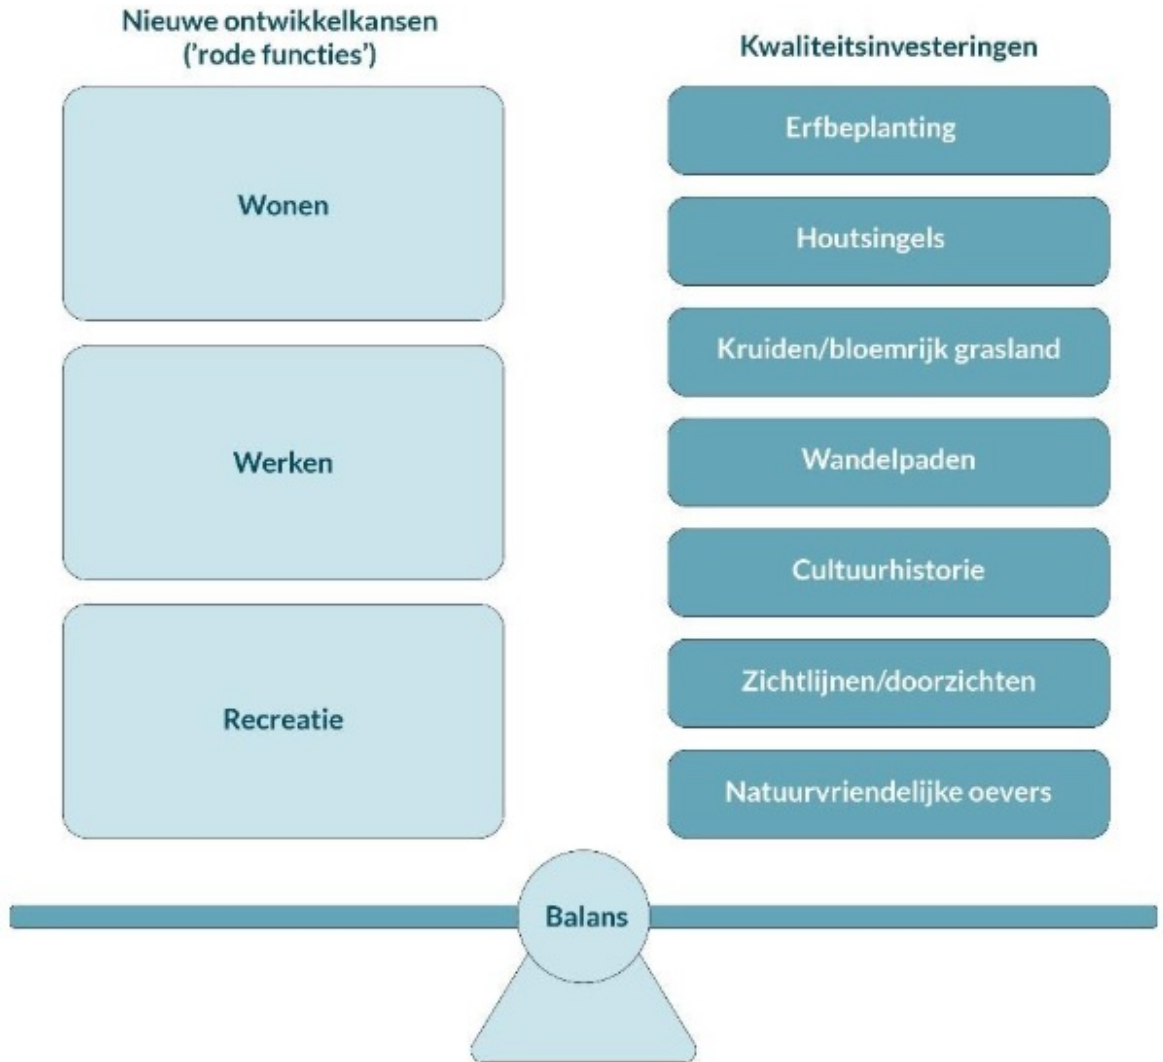 Nieuwe ontwikkelkansen
('rode functies')
Wonen
Werken
Recreatie
Kwaliteitsinvesteringen
Erfbeplanting
Houtsingels
Kruiden/bloemrijk grasland
Wandelpaden
Cultuurhistorie
Zichtlijnen/doorzichten
Natuurvriendelijke oevers
Balans